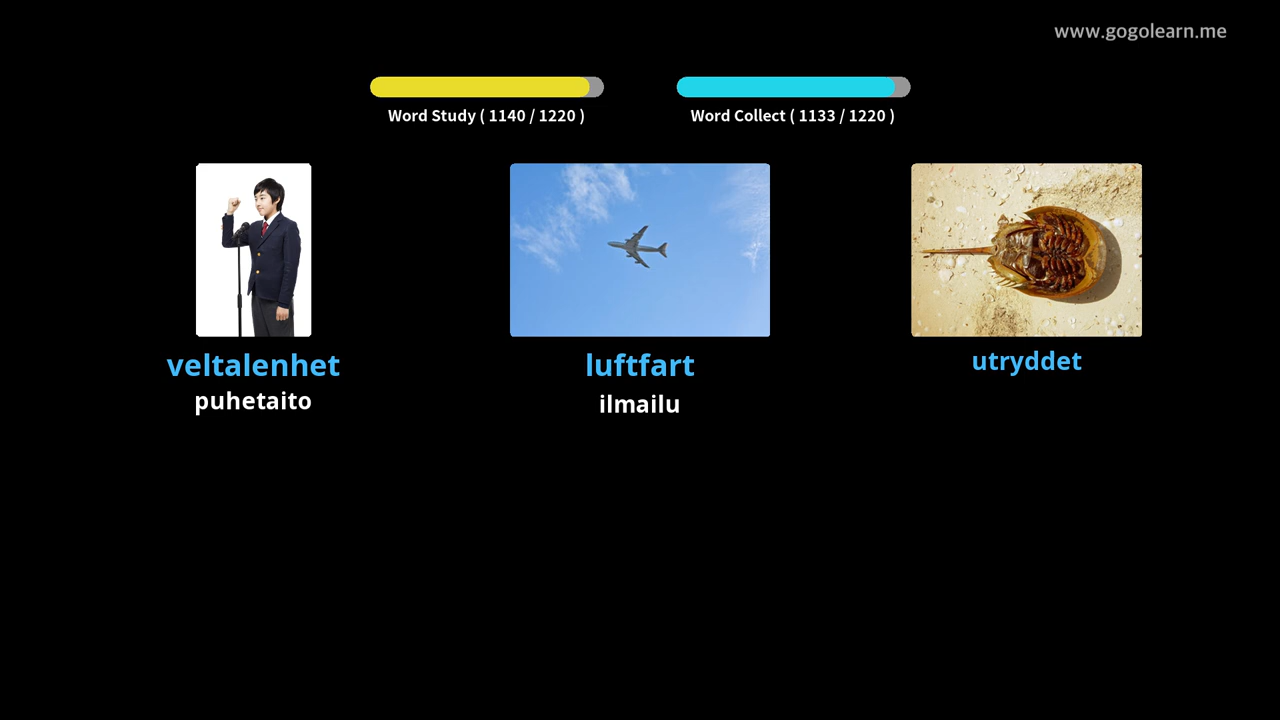 www.gogolearn.me
Word Study ( 1140 / 1220 )
Word Collect ( 1133 / 1220 )
veltalenhet
puhetaito
luftfart
ilmailu
utryddet